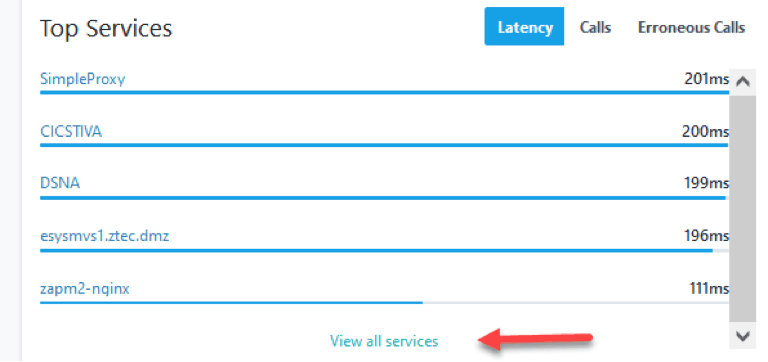 Top Services
Latency Calls Erroneous Calls
SimpleProxy 201ms
CICSTIVA 200ms
DSNA 199ms
esysmvs1.ztec.dmz 196ms
zapm2-nginx 111ms
View all services